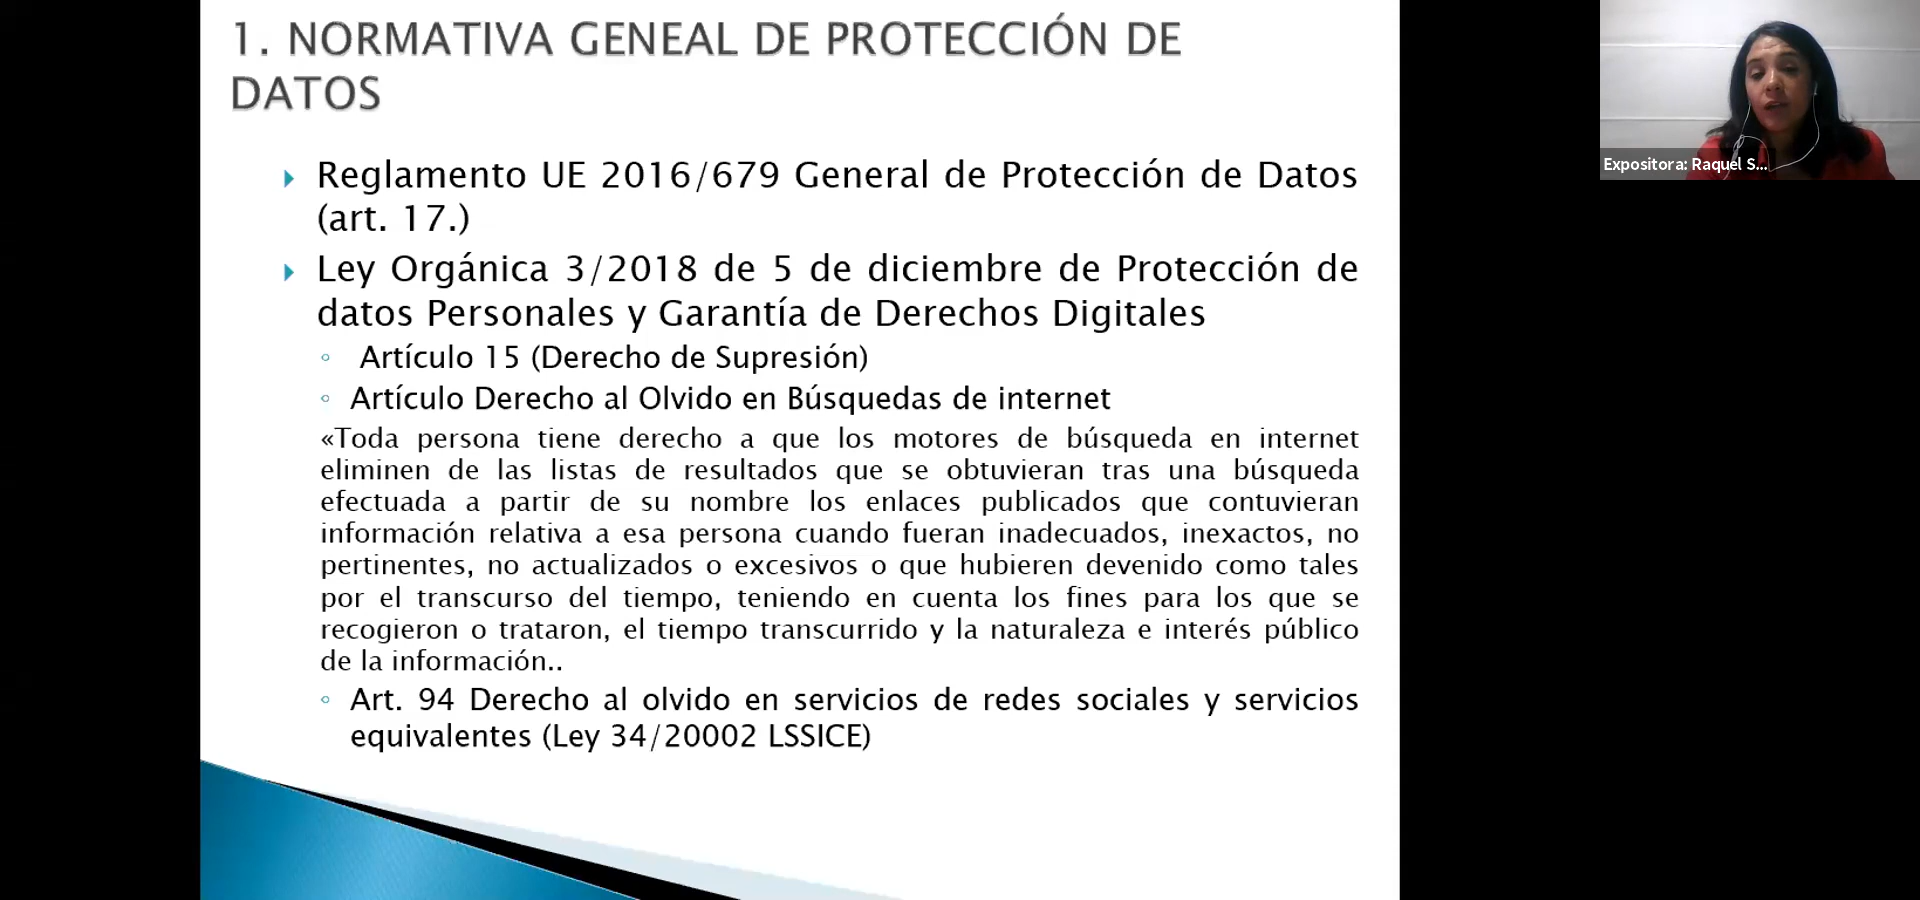 1. NORMATIVA GENEAL DE PROTECCIÓN DE
DATOS
Reglamento UE 2016/679 General de Protección de Datos
(art. 17.)
Ley Orgánica 3/2018 de 5 de diciembre de Protección de
datos Personales y Garantía de Derechos Digitales
Artículo 15 (Derecho de Supresión)
Artículo Derecho al Olvido en Búsquedas de internet
«Toda persona tiene derecho a que los motores de búsqueda en internet
eliminen de las listas de resultados que se obtuvieran tras una búsqueda
efectuada a partir de su nombre los enlaces publicados que contuvieran
información relativa a esa persona cuando fueran inadecuados, inexactos, no
pertinentes, no actualizados o excesivos o que hubieren devenido como tales
por el transcurso del tiempo, teniendo en cuenta los fines para los que se
recogieron o trataron, el tiempo transcurrido y la naturaleza e interés público
de la información..
Art. 94 Derecho al olvido en servicios de redes sociales y servicios
equivalentes (Ley 34/20002 LSSICE)
Expositora: Raquel S...